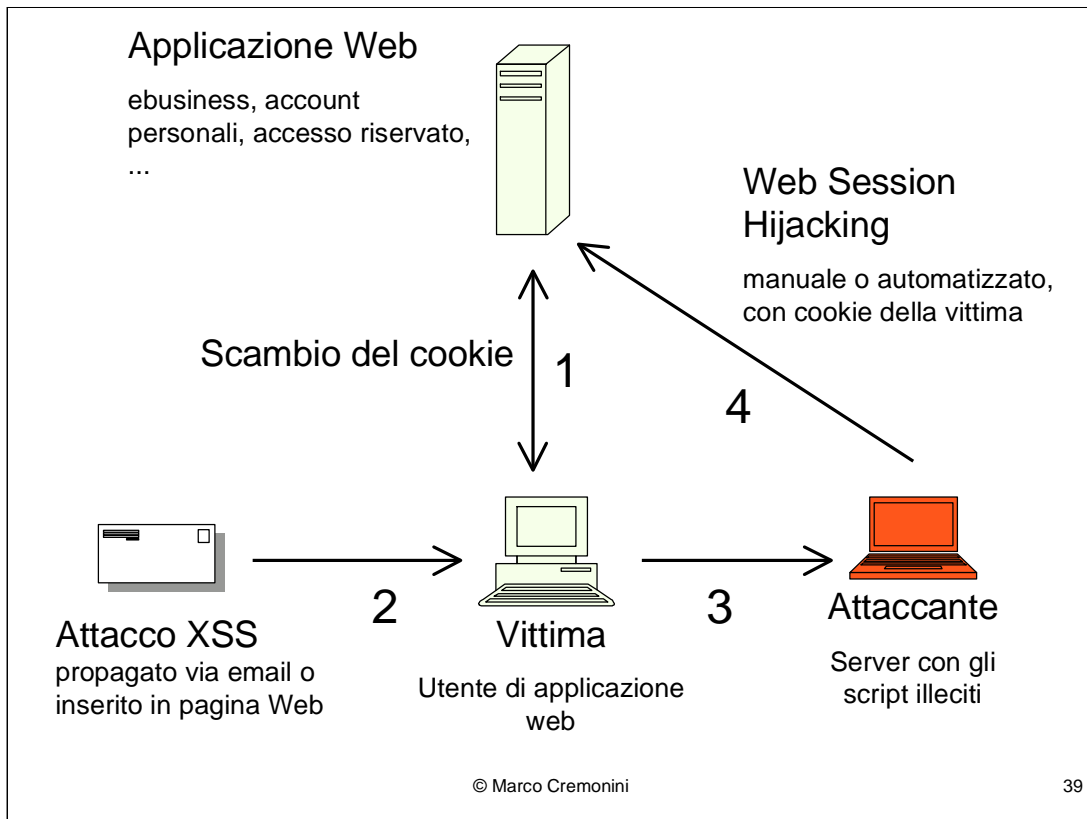 Applicazione Web
ebusiness, account
personali, accesso riservato,
...
Web Session
Hijacking
manuale o automatizzato,
con cookie della vittima
Scambio del cookie
1
4
2
3
Attacco XSS
propagato via email o
inserito in pagina Web
Vittima
Utente di applicazione
web
Attaccante
Server con gli
script illeciti
© Marco Cremonini
39